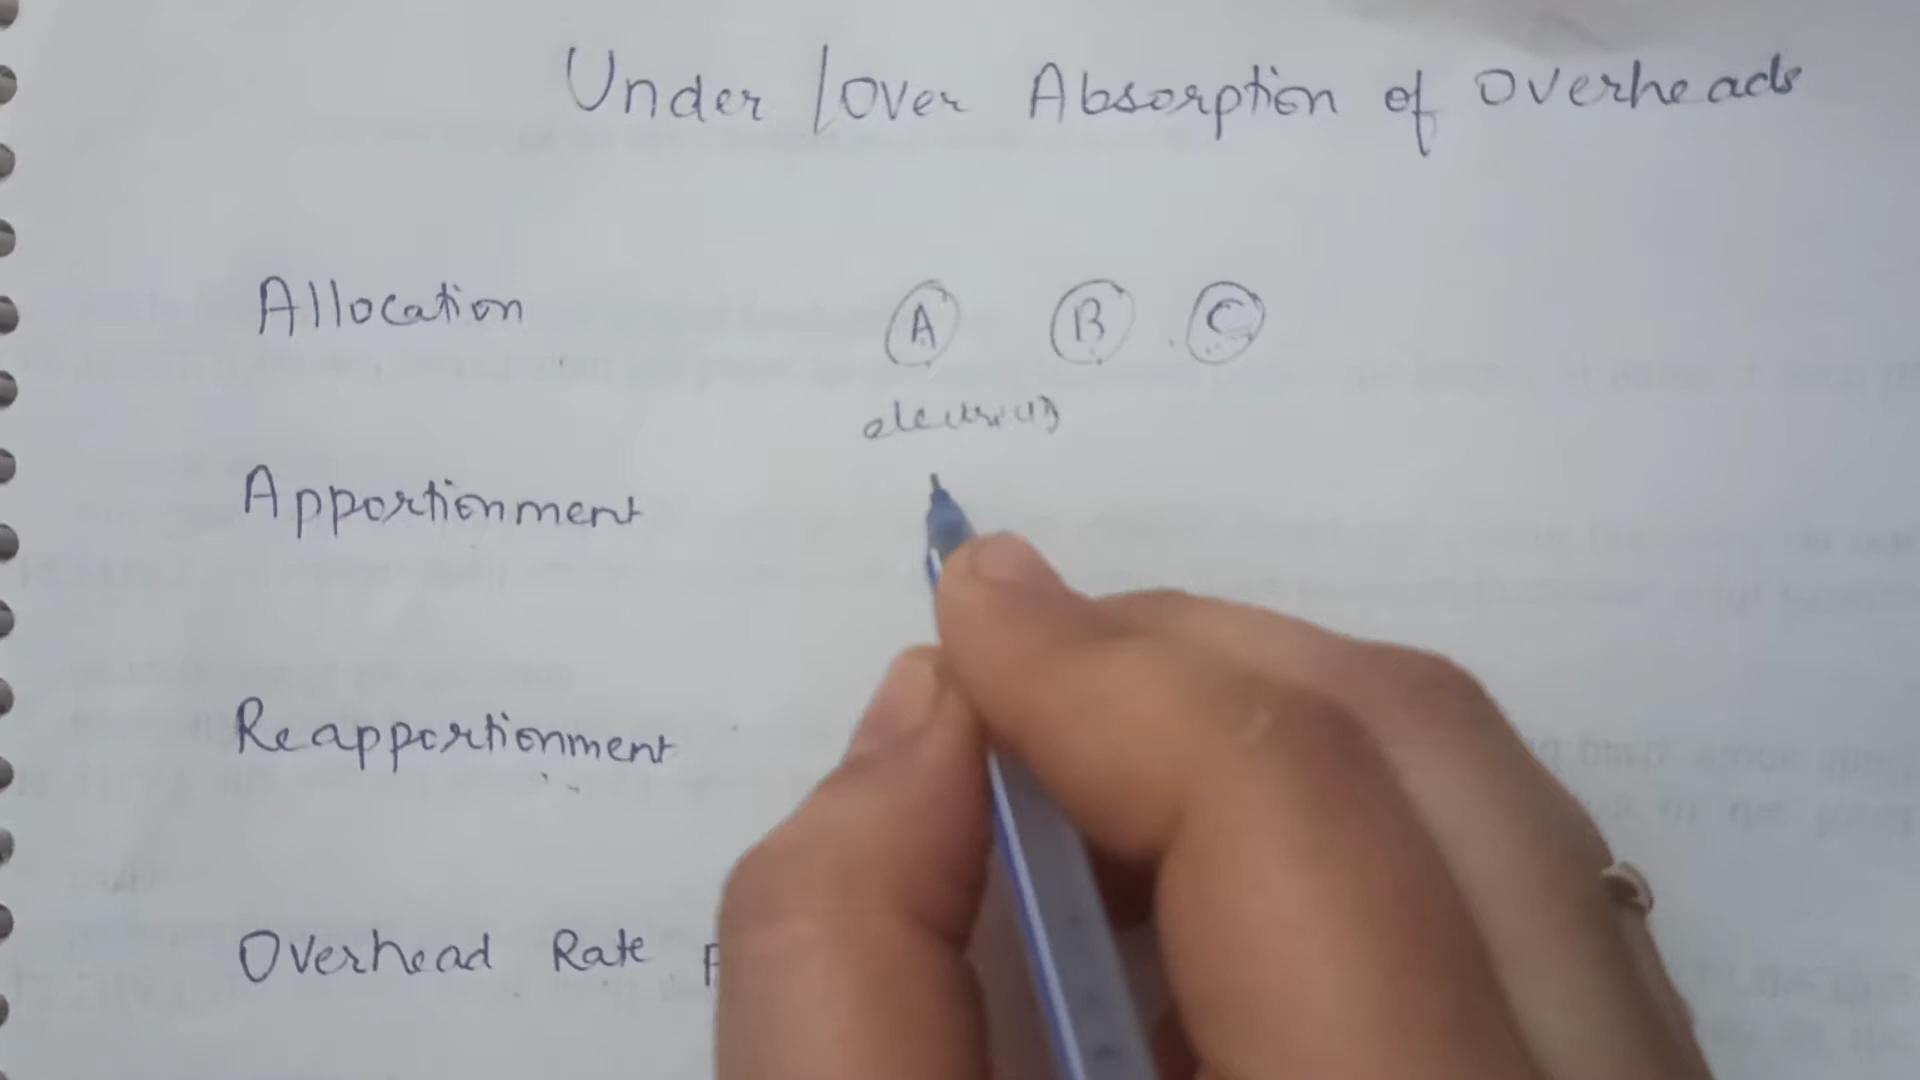 Under / Over Absorption of Overheads
Allocation A B C
Apportionment
Reapportionment
Overhead Rate